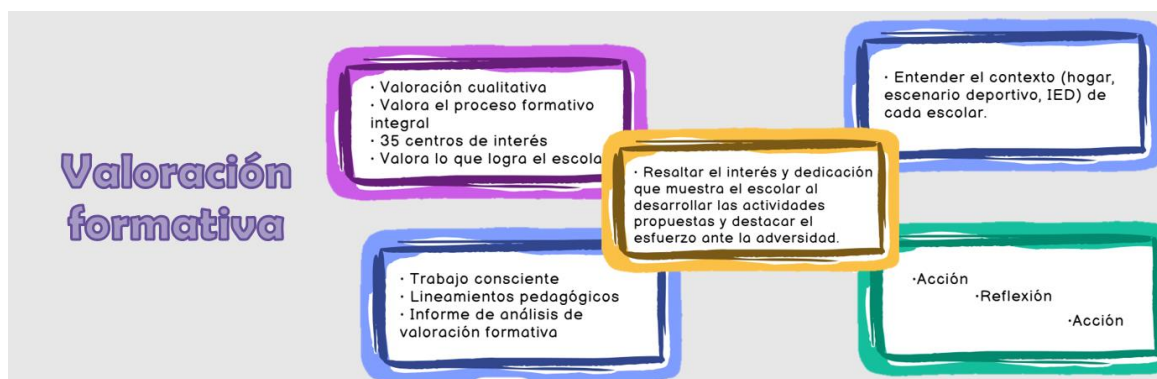 Valoración
formativa
· Valoración cualitativa
· Valora el proceso formativo
integral
· 35 centros de interés
· Valora lo que logra el escola
· Entender el contexto (hogar,
escenario deportivo, IED) de
cada escolar.
· Resaltar el interés y dedicación
que muestra el escolar al
desarrollar las actividades
propuestas y destacar el
esfuerzo ante la adversidad.
· Trabajo consciente
· Lineamientos pedagógicos
· Informe de análisis de
valoración formativa
·Acción
·Reflexión
·Acción